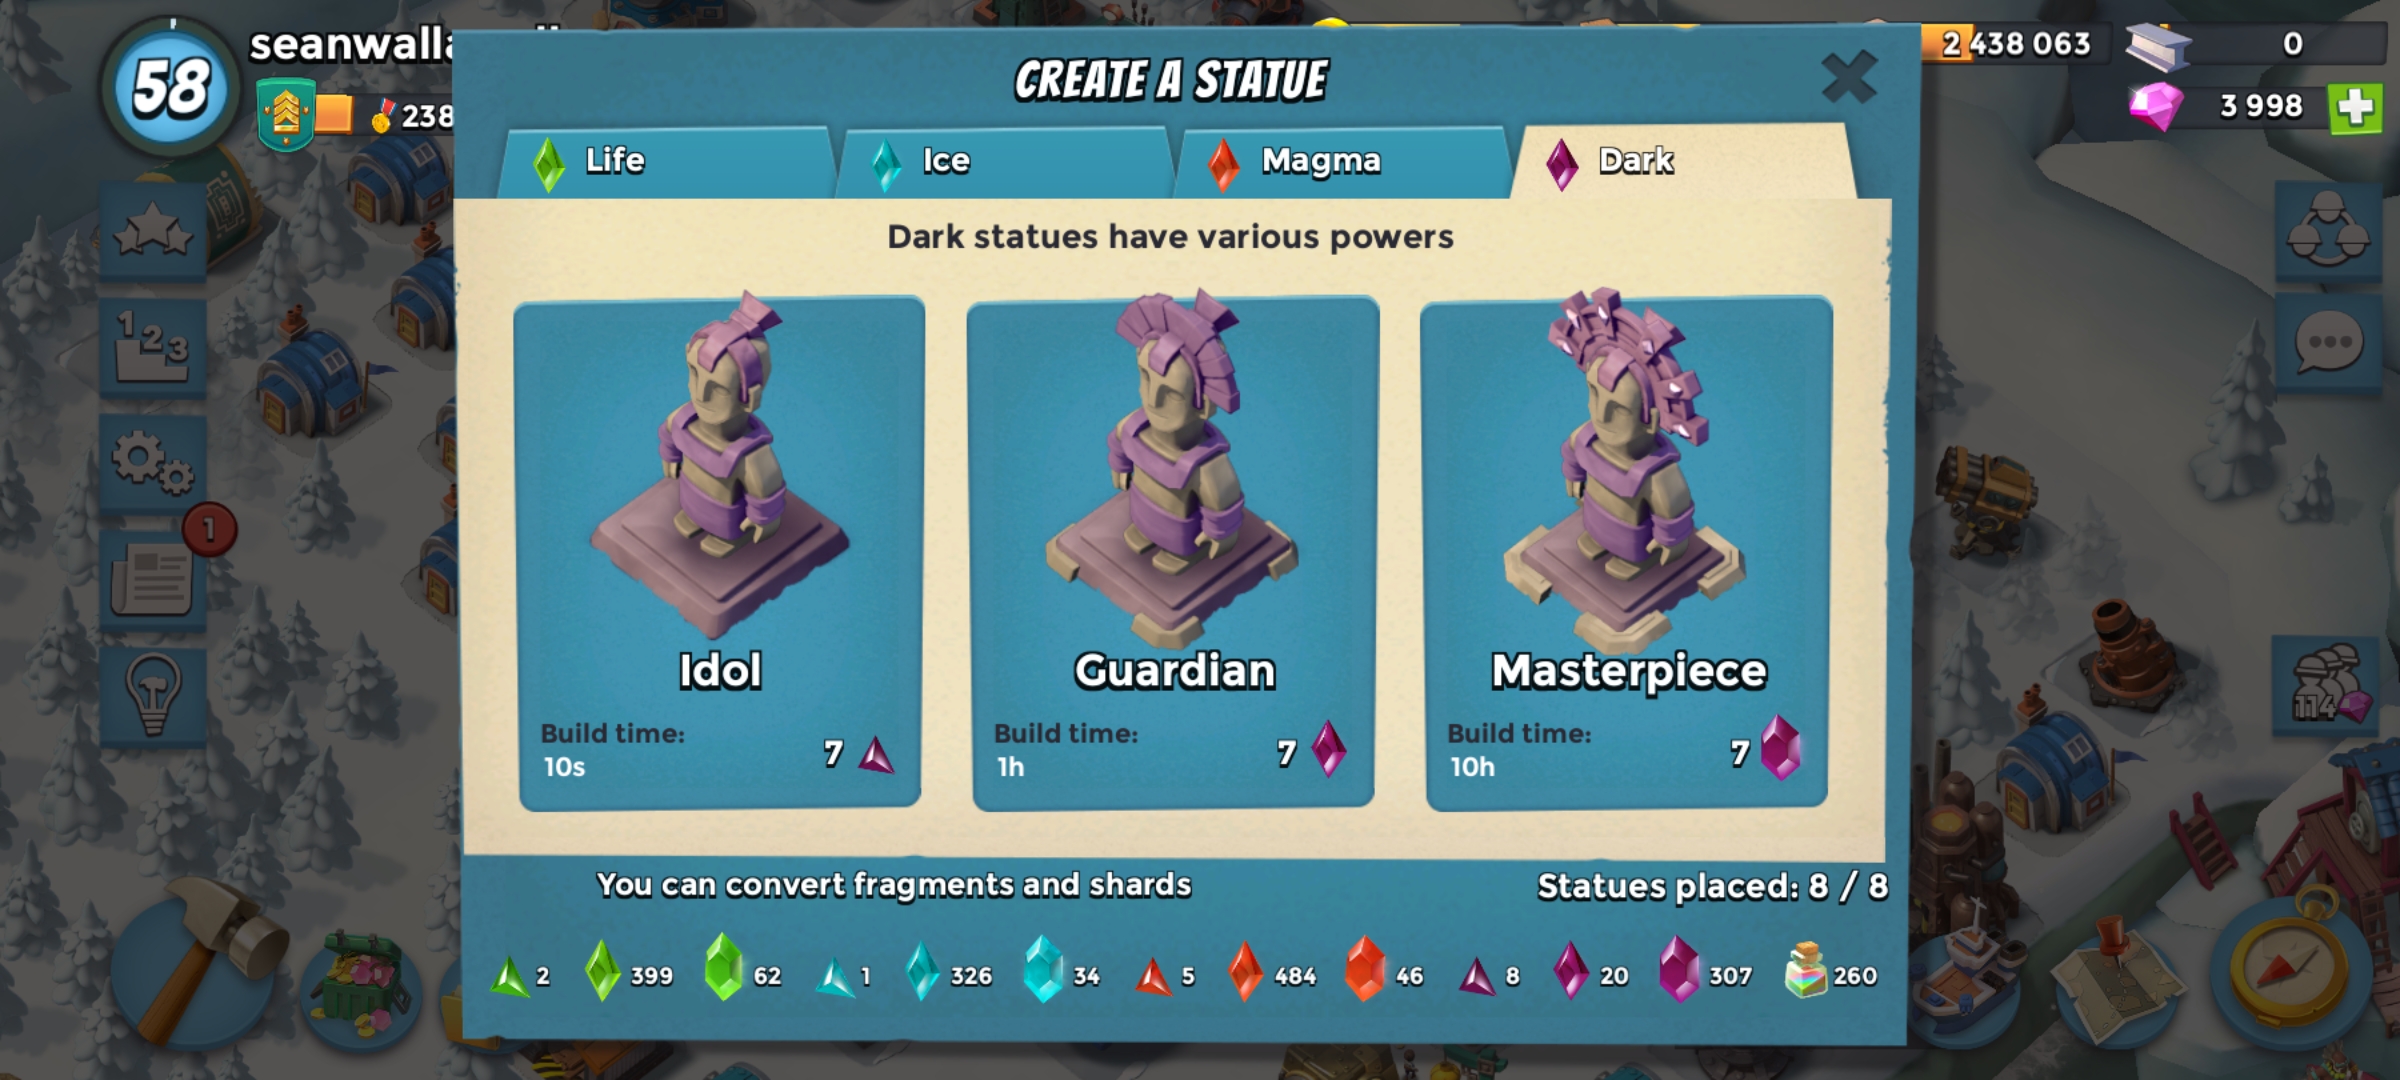 58
seanwalla
238
2 438 063
0
3 998
CREATE A STATUE
Life
Ice
Magma
Dark
Dark statues have various powers
Idol
Build time:
10s
7
Guardian
Build time:
1h
7
Masterpiece
Build time:
10h
7
123
1
114
You can convert fragments and shards
Statues placed: 8 / 8
2
399
62
1
326
34
5
484
46
8
20
307
260